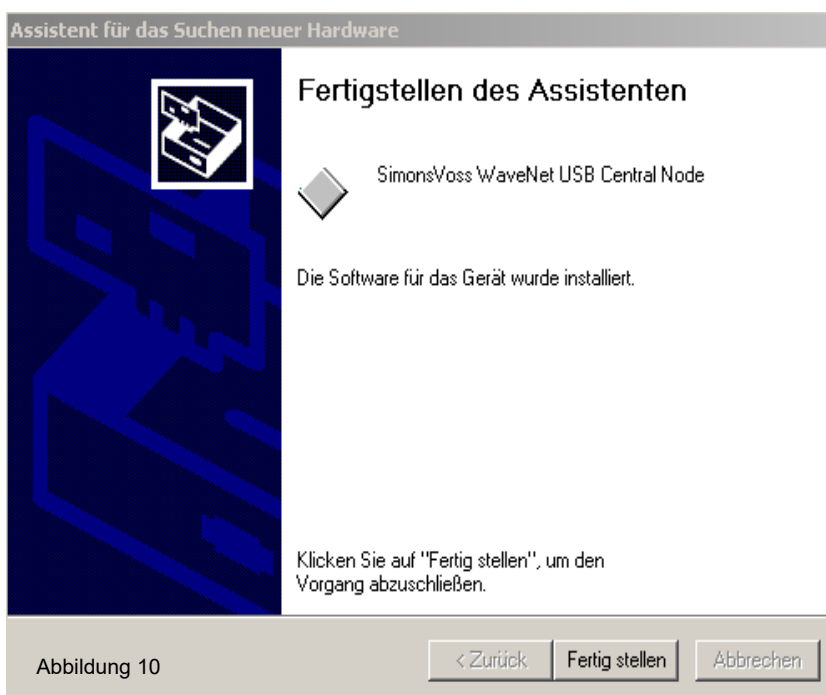 Assistent für das Suchen neuer Hardware
Fertigstellen des Assistenten
SimonsVoss WaveNet USB Central Node
Die Software für das Gerät wurde installiert.
Klicken Sie auf "Fertig stellen", um den
Vorgang abzuschließen.
Abbildung 10
< Zurück
Fertig stellen
Abbrechen